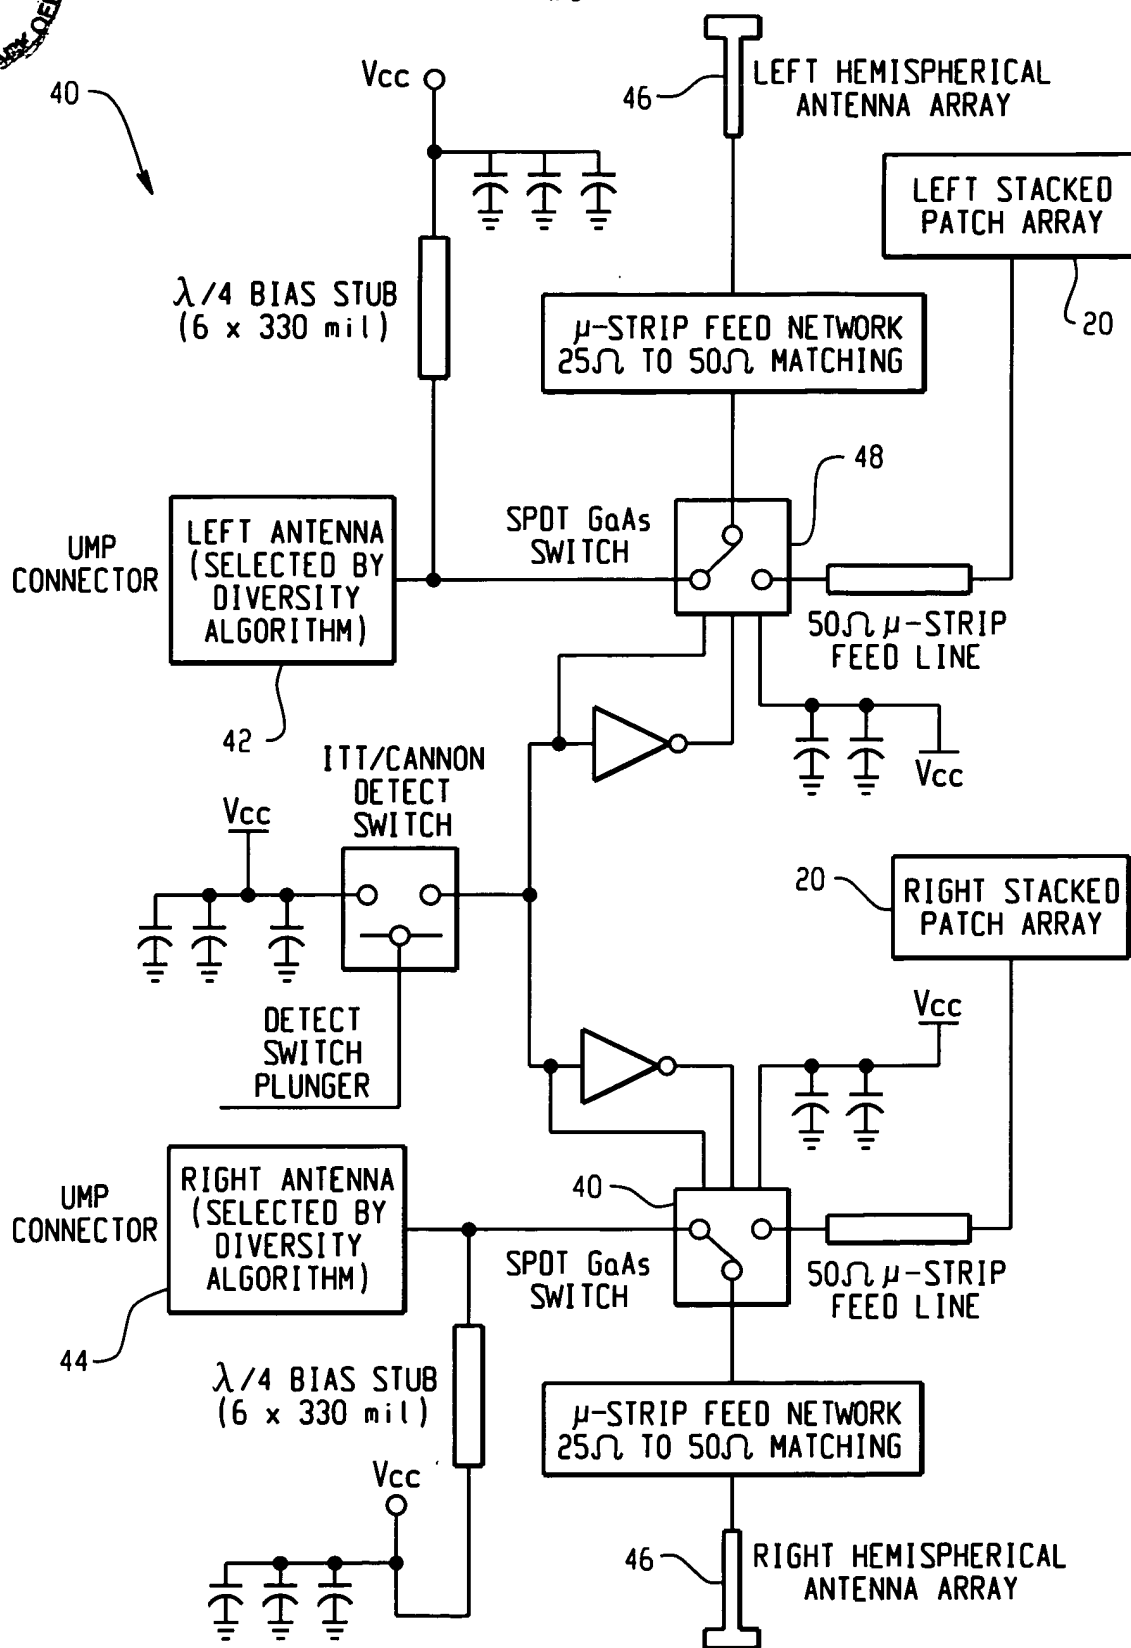 40
Vcc
46
LEFT HEMISPHERICAL
ANTENNA ARRAY
LEFT STACKED
PATCH ARRAY
20
λ/4 BIAS STUB
(6 x 330 mil)
μ-STRIP FEED NETWORK
25Ω TO 50Ω MATCHING
48
UMP
CONNECTOR
LEFT ANTENNA
(SELECTED BY
DIVERSITY
ALGORITHM)
SPDT GaAs
SWITCH
50Ω μ-STRIP
FEED LINE
42
ITT/CANNON
DETECT
SWITCH
Vcc
Vcc
20
RIGHT STACKED
PATCH ARRAY
DETECT
SWITCH
PLUNGER
Vcc
UMP
CONNECTOR
RIGHT ANTENNA
(SELECTED BY
DIVERSITY
ALGORITHM)
40
SPDT GaAs
SWITCH
50Ω μ-STRIP
FEED LINE
44
λ/4 BIAS STUB
(6 x 330 mil)
μ-STRIP FEED NETWORK
25Ω TO 50Ω MATCHING
Vcc
46
RIGHT HEMISPHERICAL
ANTENNA ARRAY